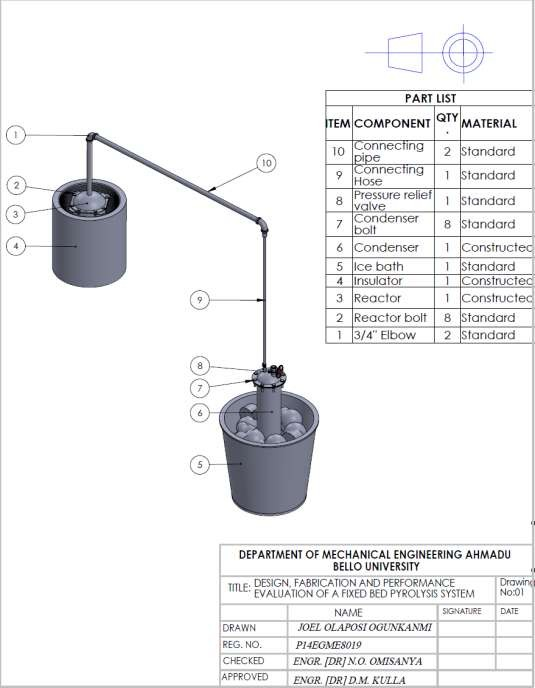 PART LIST
ITEM COMPONENT QTY. MATERIAL
10 Connecting pipe 2 Standard
9 Connecting Hose 1 Standard
8 Pressure relief valve 1 Standard
7 Condenser bolt 8 Standard
6 Condenser 1 Constructed
5 Ice bath 1 Standard
4 Insulator 1 Constructed
3 Reactor 1 Constructed
2 Reactor bolt 8 Standard
1 3/4" Elbow 2 Standard
1
2
3
4
10
9
8
7
6
5
DEPARTMENT OF MECHANICAL ENGINEERING AHMADU
BELLO UNIVERSITY
TITLE: DESIGN, FABRICATION AND PERFORMANCE
EVALUATION OF A FIXED BED PYROLYSIS SYSTEM
Drawing
No:01
NAME SIGNATURE DATE
DRAWN JOEL OLAPOSI OGUNKANMI
REG. NO. P14EGME8019
CHECKED ENGR. [DR] N.O. OMISANYA
APPROVED ENGR. [DR] D.M. KULLA